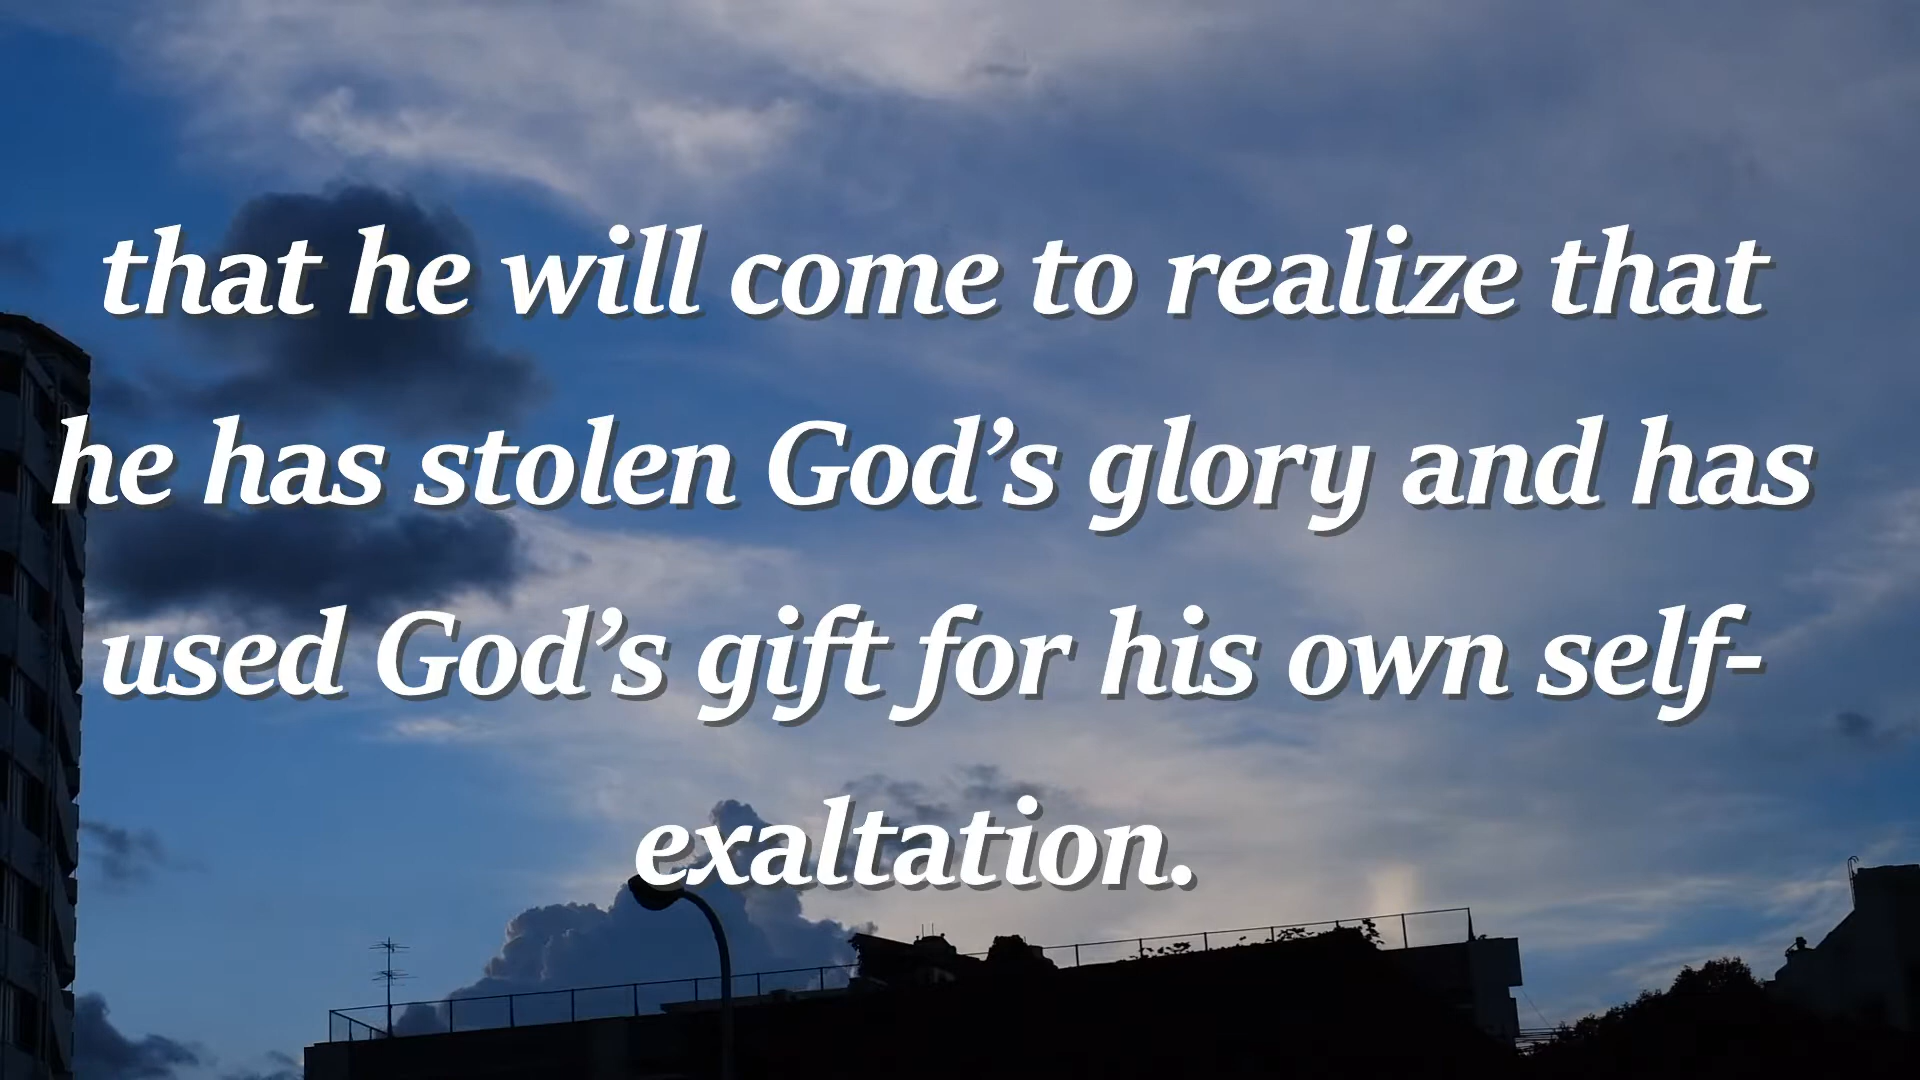 that he will come to realize that
he has stolen God’s glory and has
used God’s gift for his own self-
exaltation.